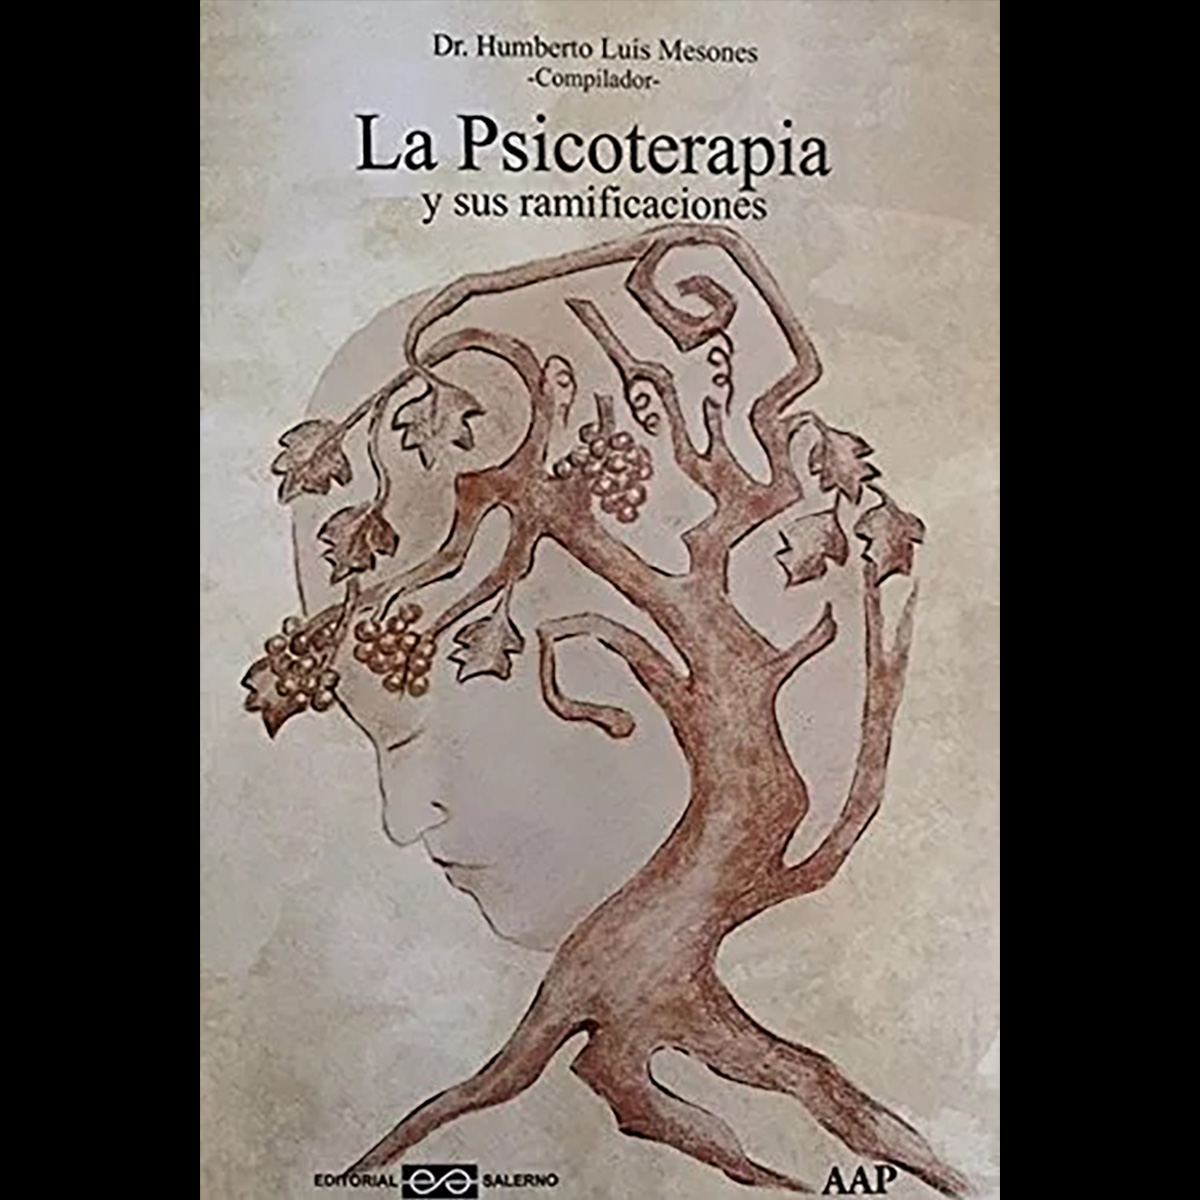 Dr. Humberto Luis Mesones
-Compilador-
La Psicoterapia
y sus ramificaciones
EDITORIAL SALERNO
AAP